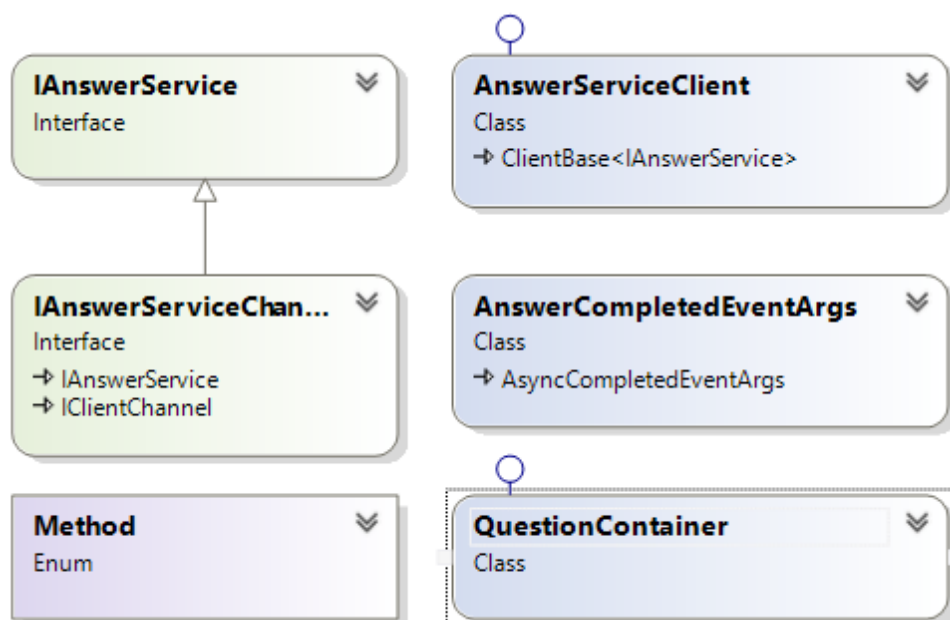 IAnswerService
Interface
AnswerServiceClient
Class
ClientBase<IAnswerService>
IAnswerServiceChan...
Interface
IAnswerService
IClientChannel
AnswerCompletedEventArgs
Class
AsyncCompletedEventArgs
Method
Enum
QuestionContainer
Class